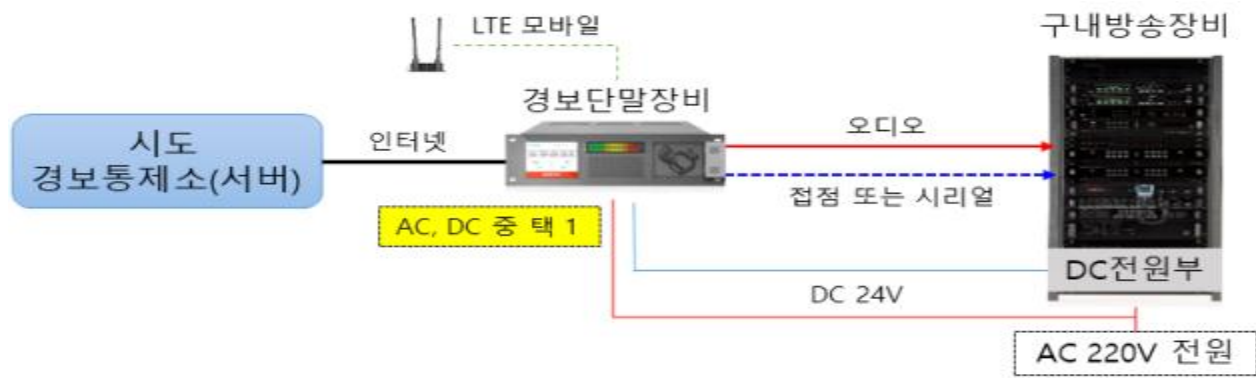 구내방송장비
LTE 모바일
경보단말장비
오디오
시도
경보통제소(서버)
인터넷
접점 또는 시리얼
AC, DC 중 택 1
DC전원부
DC 24V
AC 220V 전원